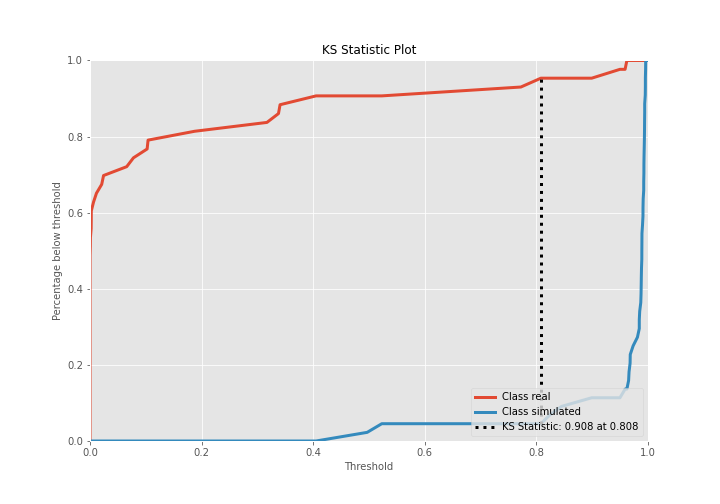 KS Statistic Plot
1.0
0.8
0.6
0.4
0.2
0.0
Percentage below threshold
Class real
Class simulated
KS Statistic: 0.908 at 0.808
0.0 0.2 0.4 0.6 0.8 1.0
Threshold